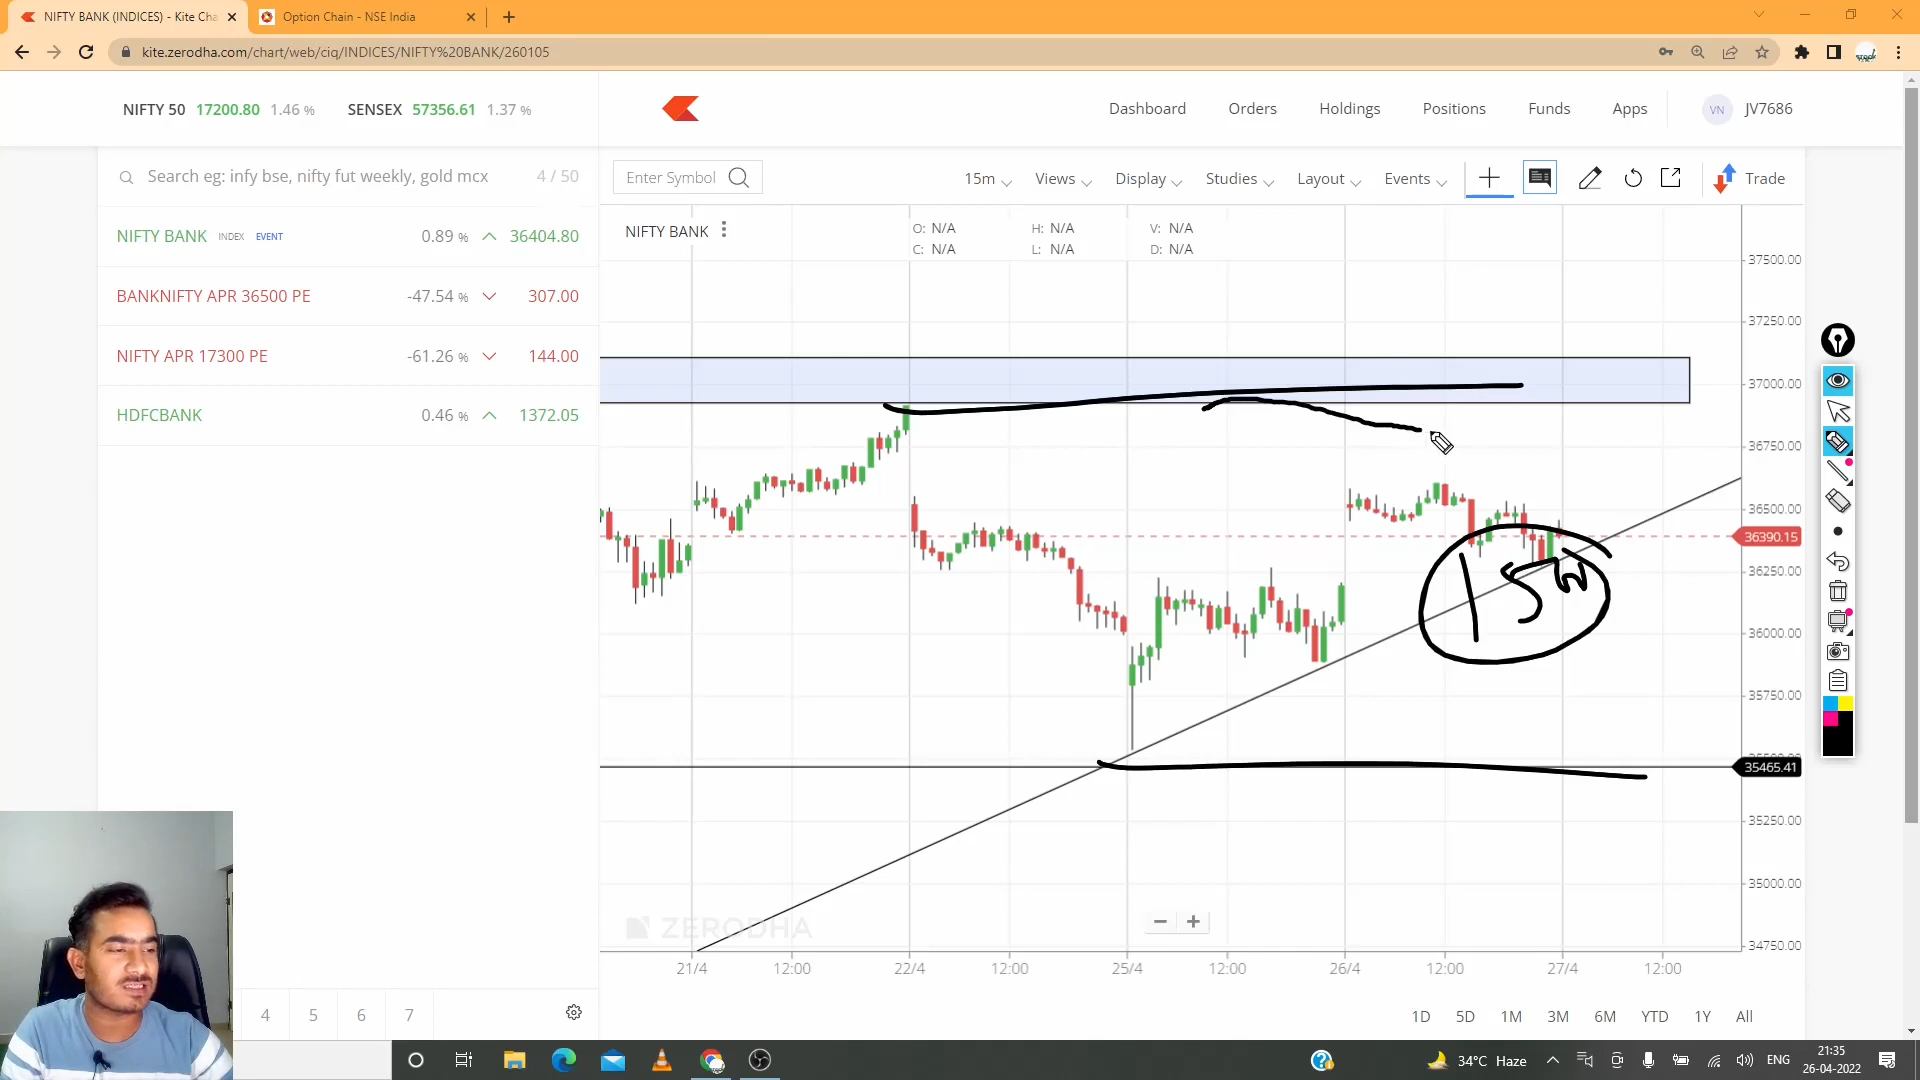 NIFTY BANK (INDICES) - Kite Cha
Option Chain - NSE India
kite.zerodha.com/chart/web/ciq/INDICES/NIFTY%20BANK/260105
NIFTY 50 17200.80 1.46 % SENSEX 57356.61 1.37 %
Dashboard Orders Holdings Positions Funds Apps VN JV7686
Search eg: infy bse, nifty fut weekly, gold mcx 4 / 50
Enter Symbol 15m Views Display Studies Layout Events Trade
NIFTY BANK INDEX EVENT 0.89 % 36404.80
BANKNIFTY APR 36500 PE -47.54 % 307.00
NIFTY APR 17300 PE -61.26 % 144.00
HDFCBANK 0.46 % 1372.05
NIFTY BANK
O: N/A H: N/A V: N/A
C: N/A L: N/A D: N/A
37500.00
37250.00
37000.00
36750.00
36500.00
36390.15
36250.00
36000.00
35750.00
35465.41
35250.00
35000.00
34750.00
15m
ZERODHA
21/4 12:00 22/4 12:00 25/4 12:00 26/4 12:00 27/4 12:00
4 5 6 7
1D 5D 1M 3M 6M YTD 1Y All
34°C Haze ENG 21:35
26-04-2022